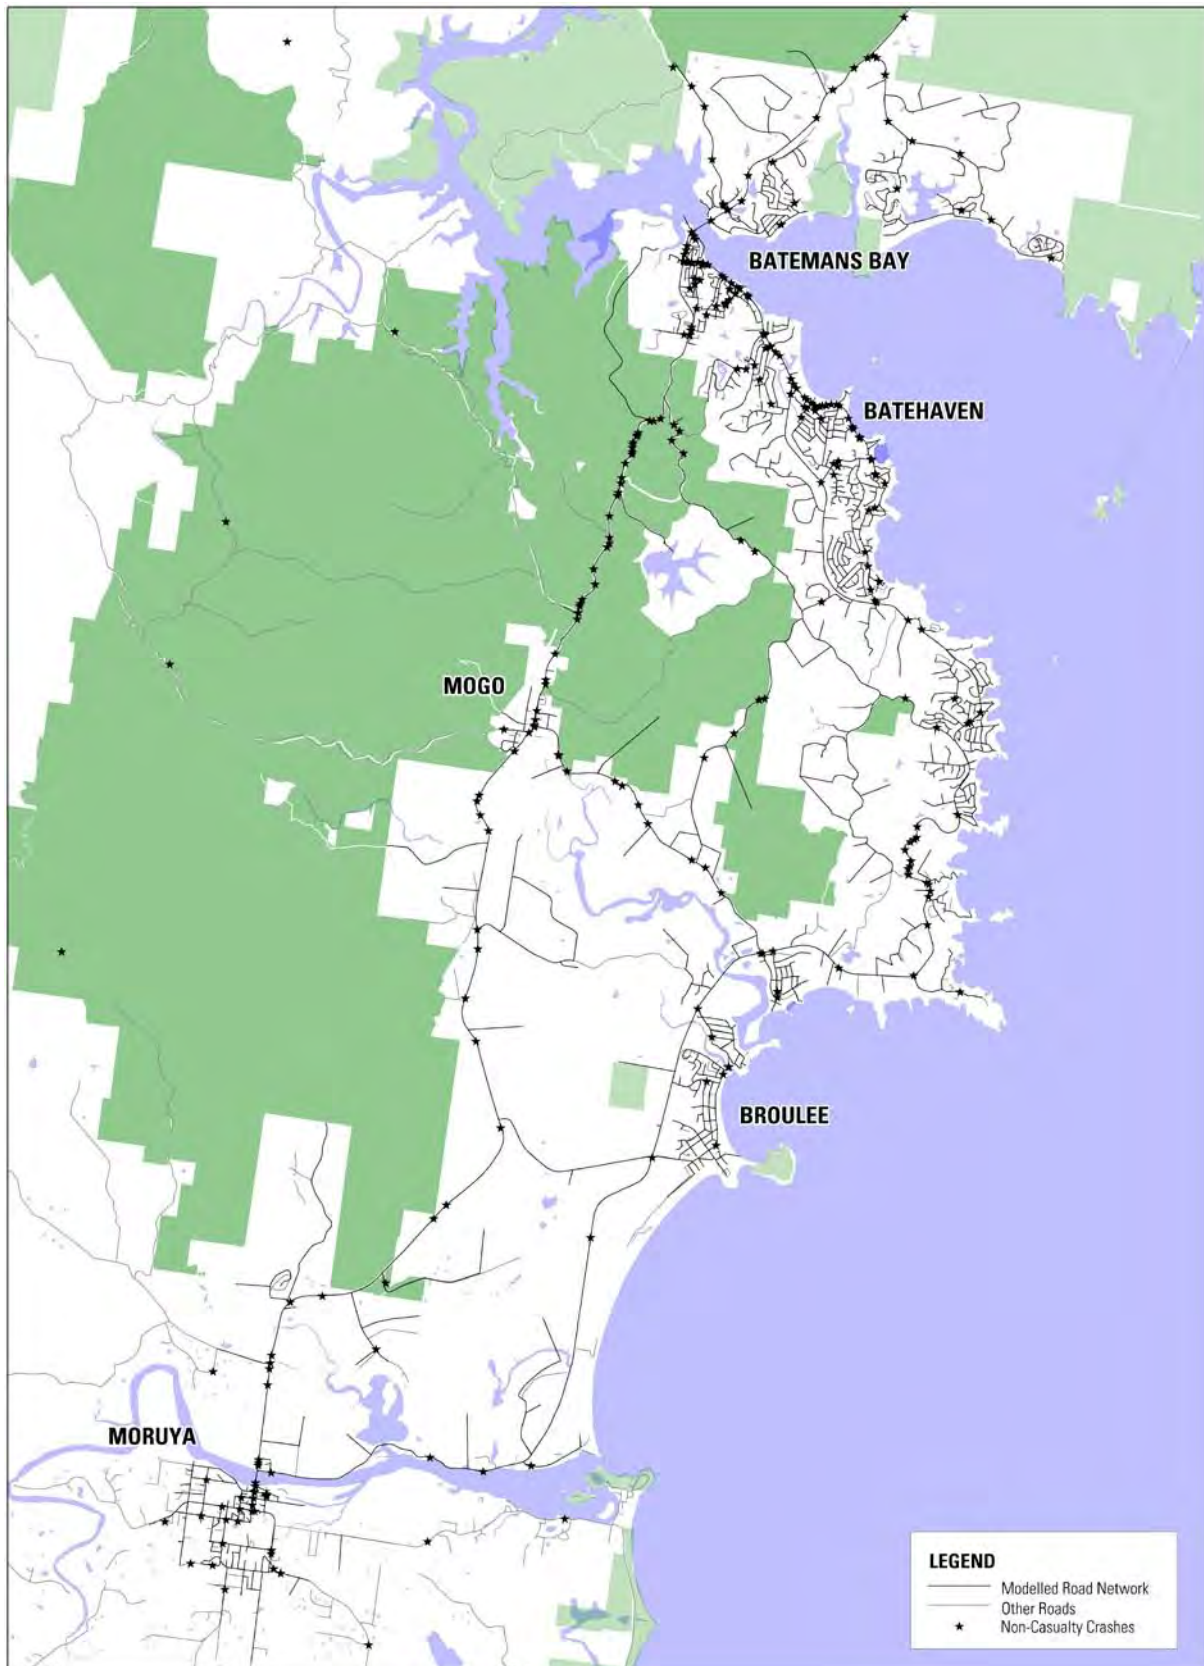 BATEMANS BAY
BATEHAVEN
MOGO
BROULEE
MORUYA
LEGEND
Modelled Road Network
Other Roads
Non-Casualty Crashes